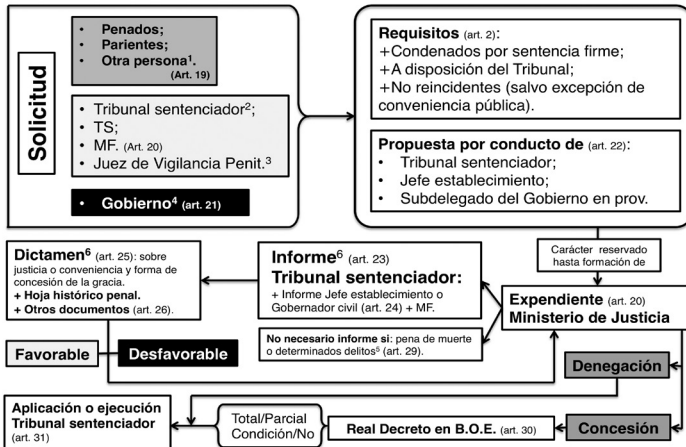 Solicitud
• Penados;
• Parientes;
• Otra persona¹.
(Art. 19)
• Tribunal sentenciador²;
• TS;
• MF. (Art. 20)
• Juez de Vigilancia Penit.³
• Gobierno⁴ (art. 21)
Requisitos (art. 2):
+Condenados por sentencia firme;
+A disposición del Tribunal;
+No reincidentes (salvo excepción de
conveniencia pública).
Propuesta por conducto de (art. 22):
• Tribunal sentenciador;
• Jefe establecimiento;
• Subdelegado del Gobierno en prov.
Carácter reservado
hasta formación de
Expendiente (art. 20)
Ministerio de Justicia
Informe⁶ (art. 23)
Tribunal sentenciador:
+ Informe Jefe establecimiento o
Gobernador civil (art. 24) + MF.
No necesario informe si: pena de muerte
o determinados delitos⁵ (art. 29).
Dictamen⁶ (art. 25): sobre
justicia o conveniencia y forma de
concesión de la gracia.
+ Hoja histórico penal.
+ Otros documentos (art. 26).
Favorable
Desfavorable
Denegación
Concesión
Real Decreto en B.O.E. (art. 30)
Total/Parcial
Condición/No
Aplicación o ejecución
Tribunal sentenciador
(art. 31)